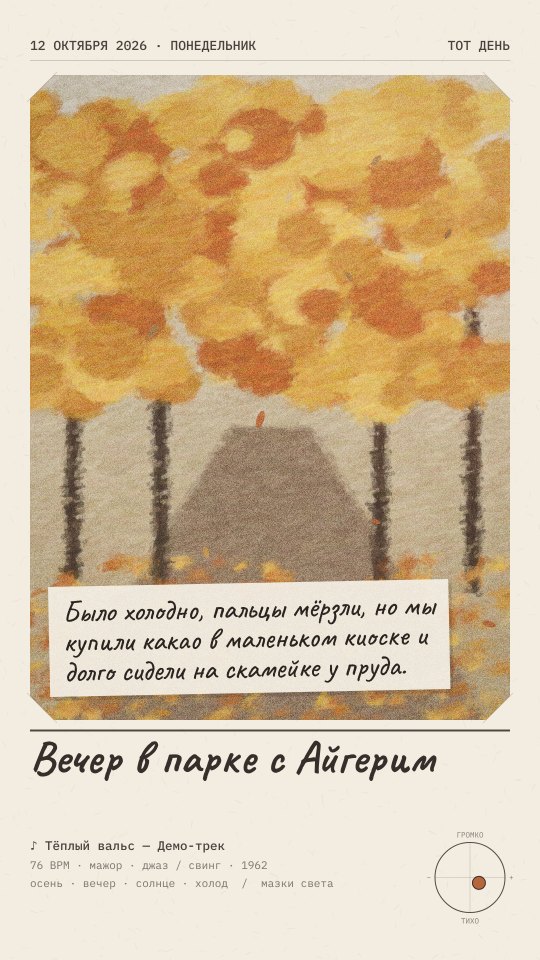 12 ОКТЯБРЯ 2026 · ПОНЕДЕЛЬНИК
ТОТ ДЕНЬ
Было холодно, пальцы мёрзли, но мы
купили какао в маленьком киоске и
долго сидели на скамейке у пруда.
Вечер в парке с Айгерим
♪ Тёплый вальс — Демо-трек
76 BPM · мажор · джаз / свинг · 1962
осень · вечер · солнце · холод / мазки света
ГРОМКО
− +
ТИХО